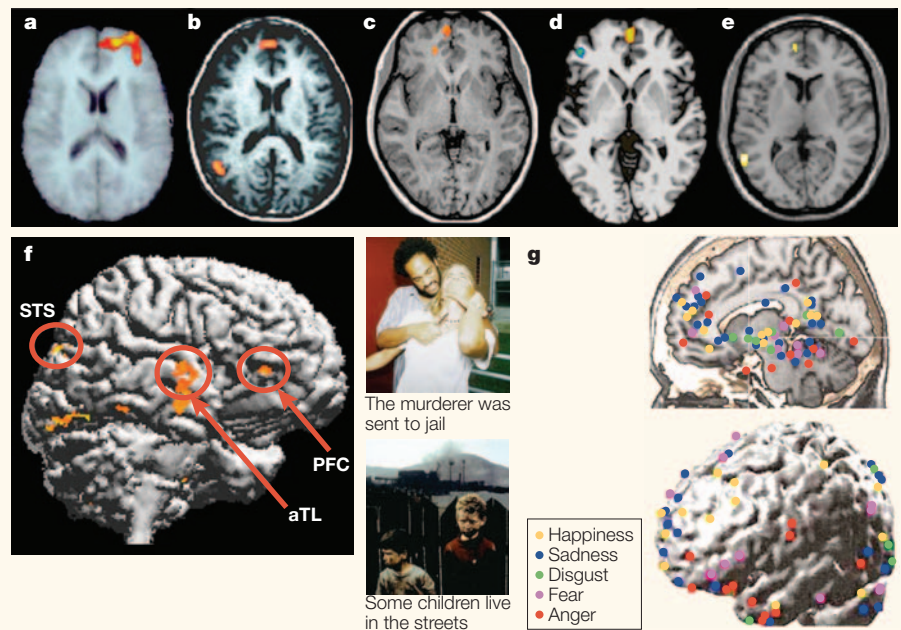 a
b
c
d
e
f
STS
PFC
aTL
The murderer was
sent to jail
Some children live
in the streets
g
Happiness
Sadness
Disgust
Fear
Anger